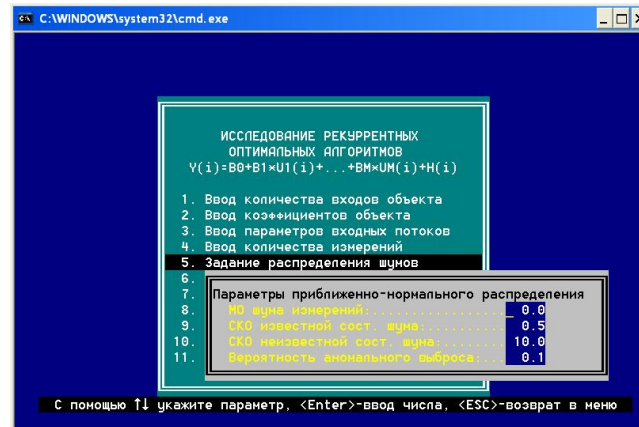 C:\WINDOWS\system32\cmd.exe
ИССЛЕДОВАНИЕ РЕКУРРЕНТНЫХ
ОПТИМАЛЬНЫХ АЛГОРИТМОВ
Y(i)=B0+B1×U1(i)+...+BM×UM(i)+H(i)
1. Ввод количества входов объекта
2. Ввод коэффициентов объекта
3. Ввод параметров входных потоков
4. Ввод количества измерений
5. Задание распределения шумов
6.
7. Параметры приближенно-нормального распределения
8. МО шума измерений:................ 0.0
9. СКО известной сост. шума:......... 0.5
10. СКО неизвестной сост. шума:....... 10.0
11. Вероятность аномального выброса:... 0.1
С помощью ↑↓ укажите параметр, <Enter>-ввод числа, <ESC>-возврат в меню